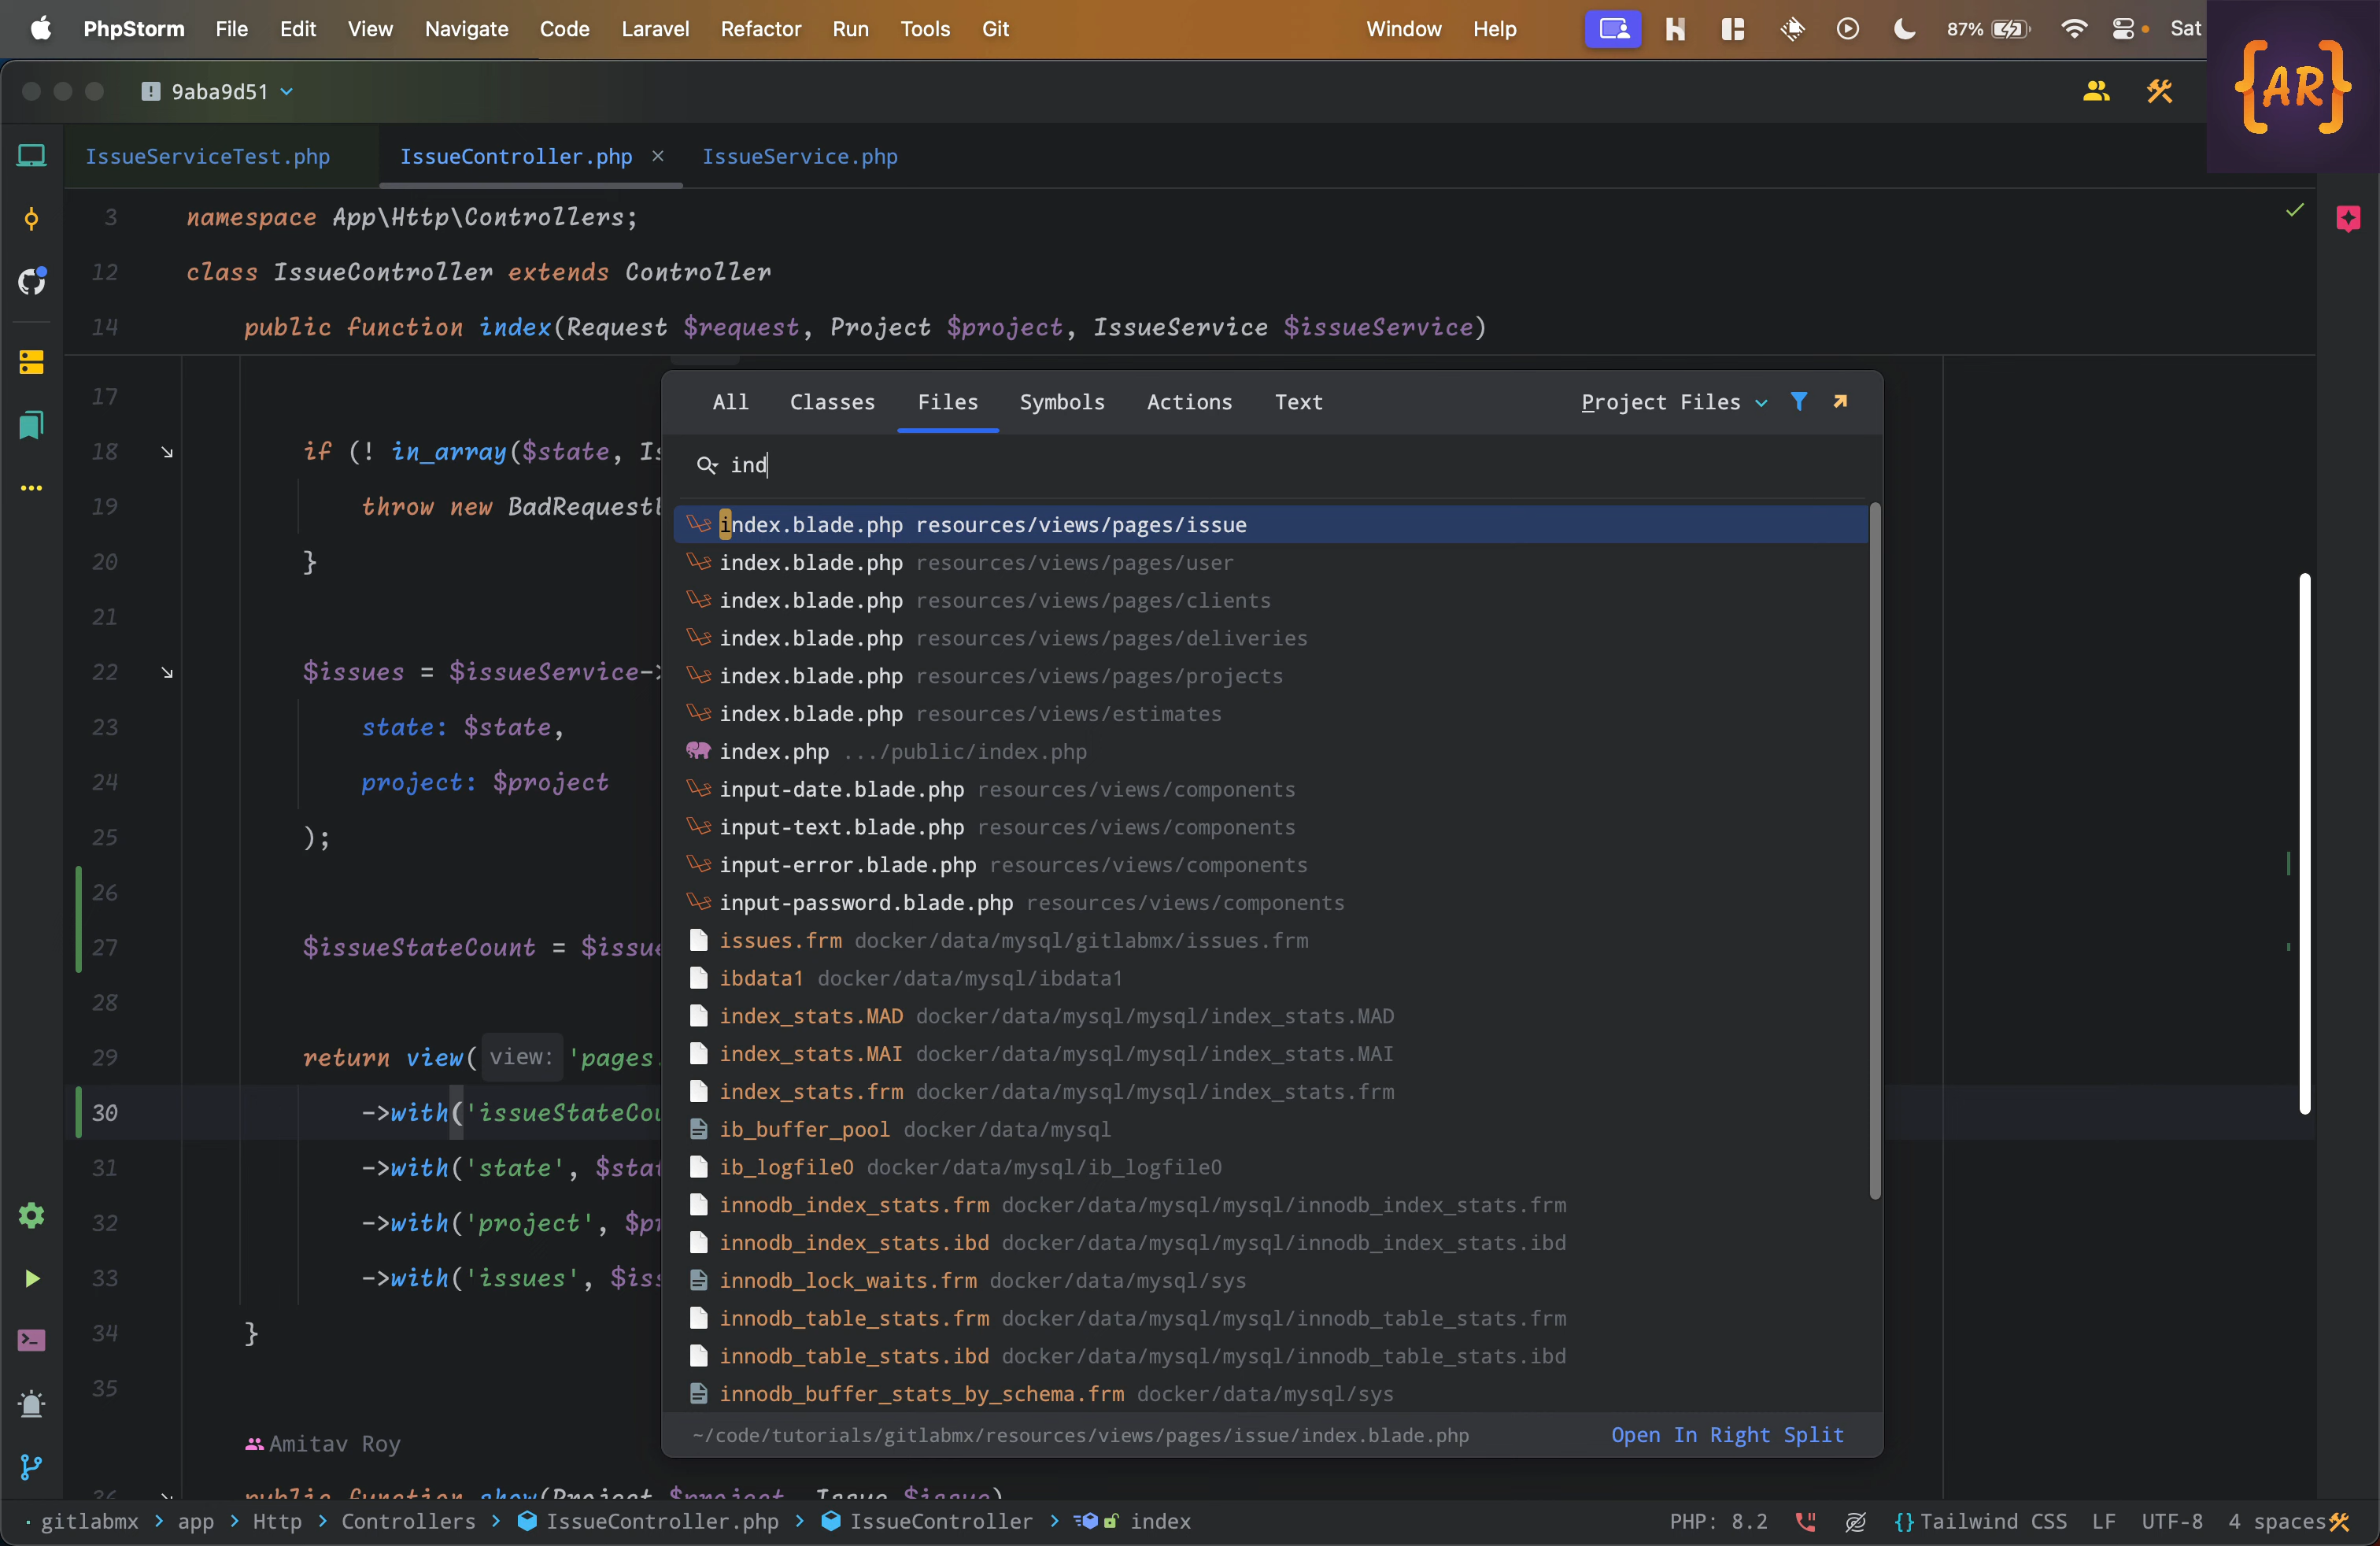 PhpStorm File Edit View Navigate Code Laravel Refactor Run Tools Git Window Help 87% Sat
9aba9d51
{AR}
IssueServiceTest.php IssueController.php IssueService.php
3 namespace App\Http\Controllers;
12 class IssueController extends Controller
14 public function index(Request $request, Project $project, IssueService $issueService)
17
18 if (! in_array($state, Is
19 throw new BadRequest
20 }
21
22 $issues = $issueService->
23 state: $state,
24 project: $project
25 );
26
27 $issueStateCount = $issue
28
29 return view( view: 'pages.
30 ->with('issueStateCou
31 ->with('state', $stat
32 ->with('project', $pr
33 ->with('issues', $iss
34 }
35
Amitav Roy
36 public function show(Project $project, Issue $issue)
All Classes Files Symbols Actions Text Project Files
ind
index.blade.php resources/views/pages/issue
index.blade.php resources/views/pages/user
index.blade.php resources/views/pages/clients
index.blade.php resources/views/pages/deliveries
index.blade.php resources/views/pages/projects
index.blade.php resources/views/estimates
index.php .../public/index.php
input-date.blade.php resources/views/components
input-text.blade.php resources/views/components
input-error.blade.php resources/views/components
input-password.blade.php resources/views/components
issues.frm docker/data/mysql/gitlabmx/issues.frm
ibdata1 docker/data/mysql/ibdata1
index_stats.MAD docker/data/mysql/mysql/index_stats.MAD
index_stats.MAI docker/data/mysql/mysql/index_stats.MAI
index_stats.frm docker/data/mysql/mysql/index_stats.frm
ib_buffer_pool docker/data/mysql
ib_logfile0 docker/data/mysql/ib_logfile0
innodb_index_stats.frm docker/data/mysql/mysql/innodb_index_stats.frm
innodb_index_stats.ibd docker/data/mysql/mysql/innodb_index_stats.ibd
innodb_lock_waits.frm docker/data/mysql/sys
innodb_table_stats.frm docker/data/mysql/mysql/innodb_table_stats.frm
innodb_table_stats.ibd docker/data/mysql/mysql/innodb_table_stats.ibd
innodb_buffer_stats_by_schema.frm docker/data/mysql/sys
~/code/tutorials/gitlabmx/resources/views/pages/issue/index.blade.php Open In Right Split
gitlabmx > app > Http > Controllers > IssueController.php > IssueController > index PHP: 8.2 {} Tailwind CSS LF UTF-8 4 spaces